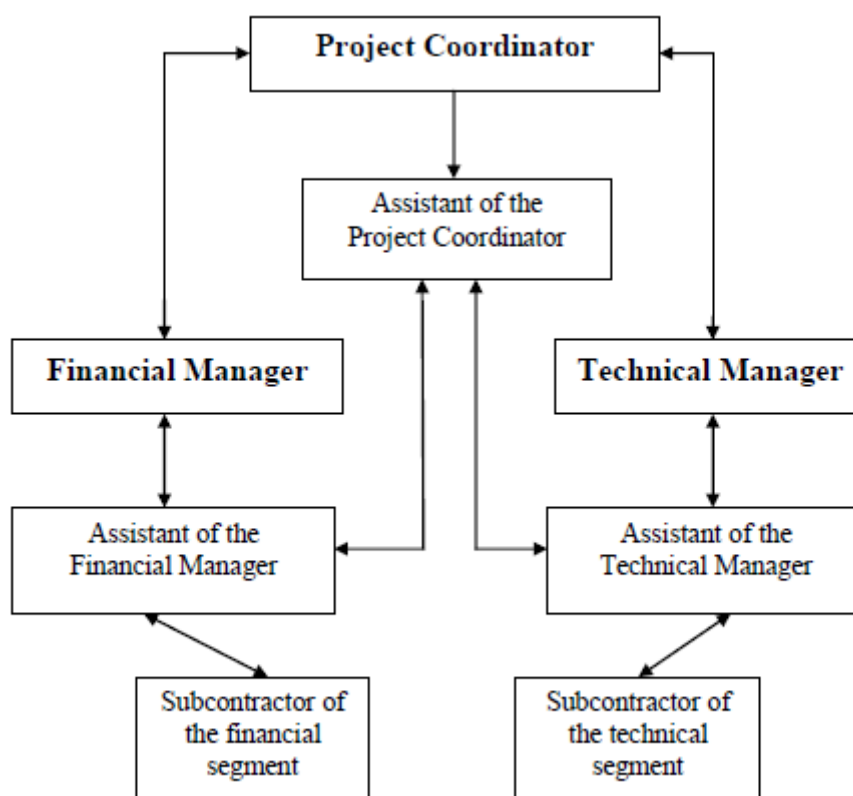 Project Coordinator
Assistant of the
Project Coordinator
Financial Manager
Technical Manager
Assistant of the
Financial Manager
Assistant of the
Technical Manager
Subcontractor of
the financial
segment
Subcontractor of
the technical
segment